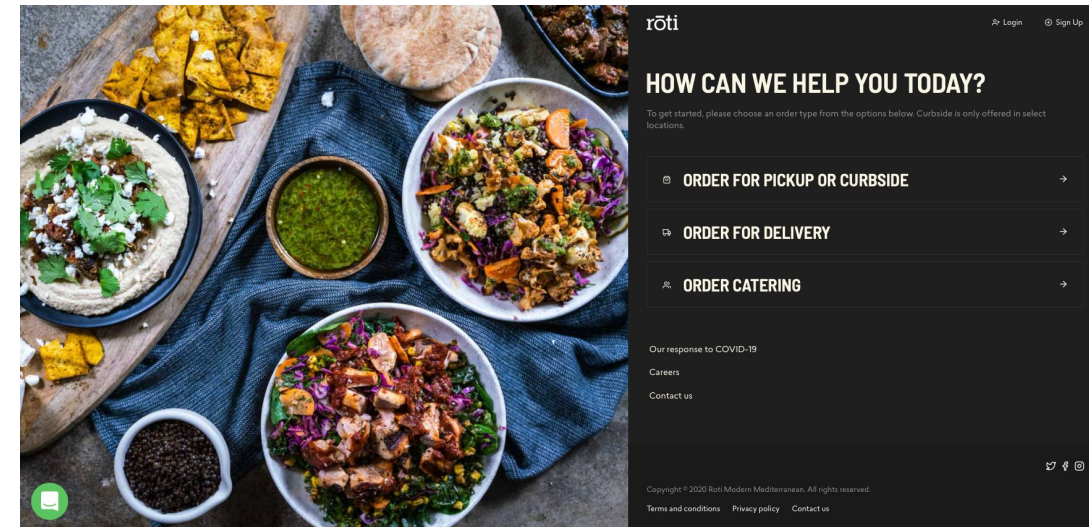 rōti
Login
Sign Up
HOW CAN WE HELP YOU TODAY?
To get started, please choose an order type from the options below. Curbside is only offered in select
locations.
ORDER FOR PICKUP OR CURBSIDE
ORDER FOR DELIVERY
ORDER CATERING
Our response to COVID-19
Careers
Contact us
Copyright © 2020 Roti Modern Mediterranean. All rights reserved.
Terms and conditions Privacy policy Contact us